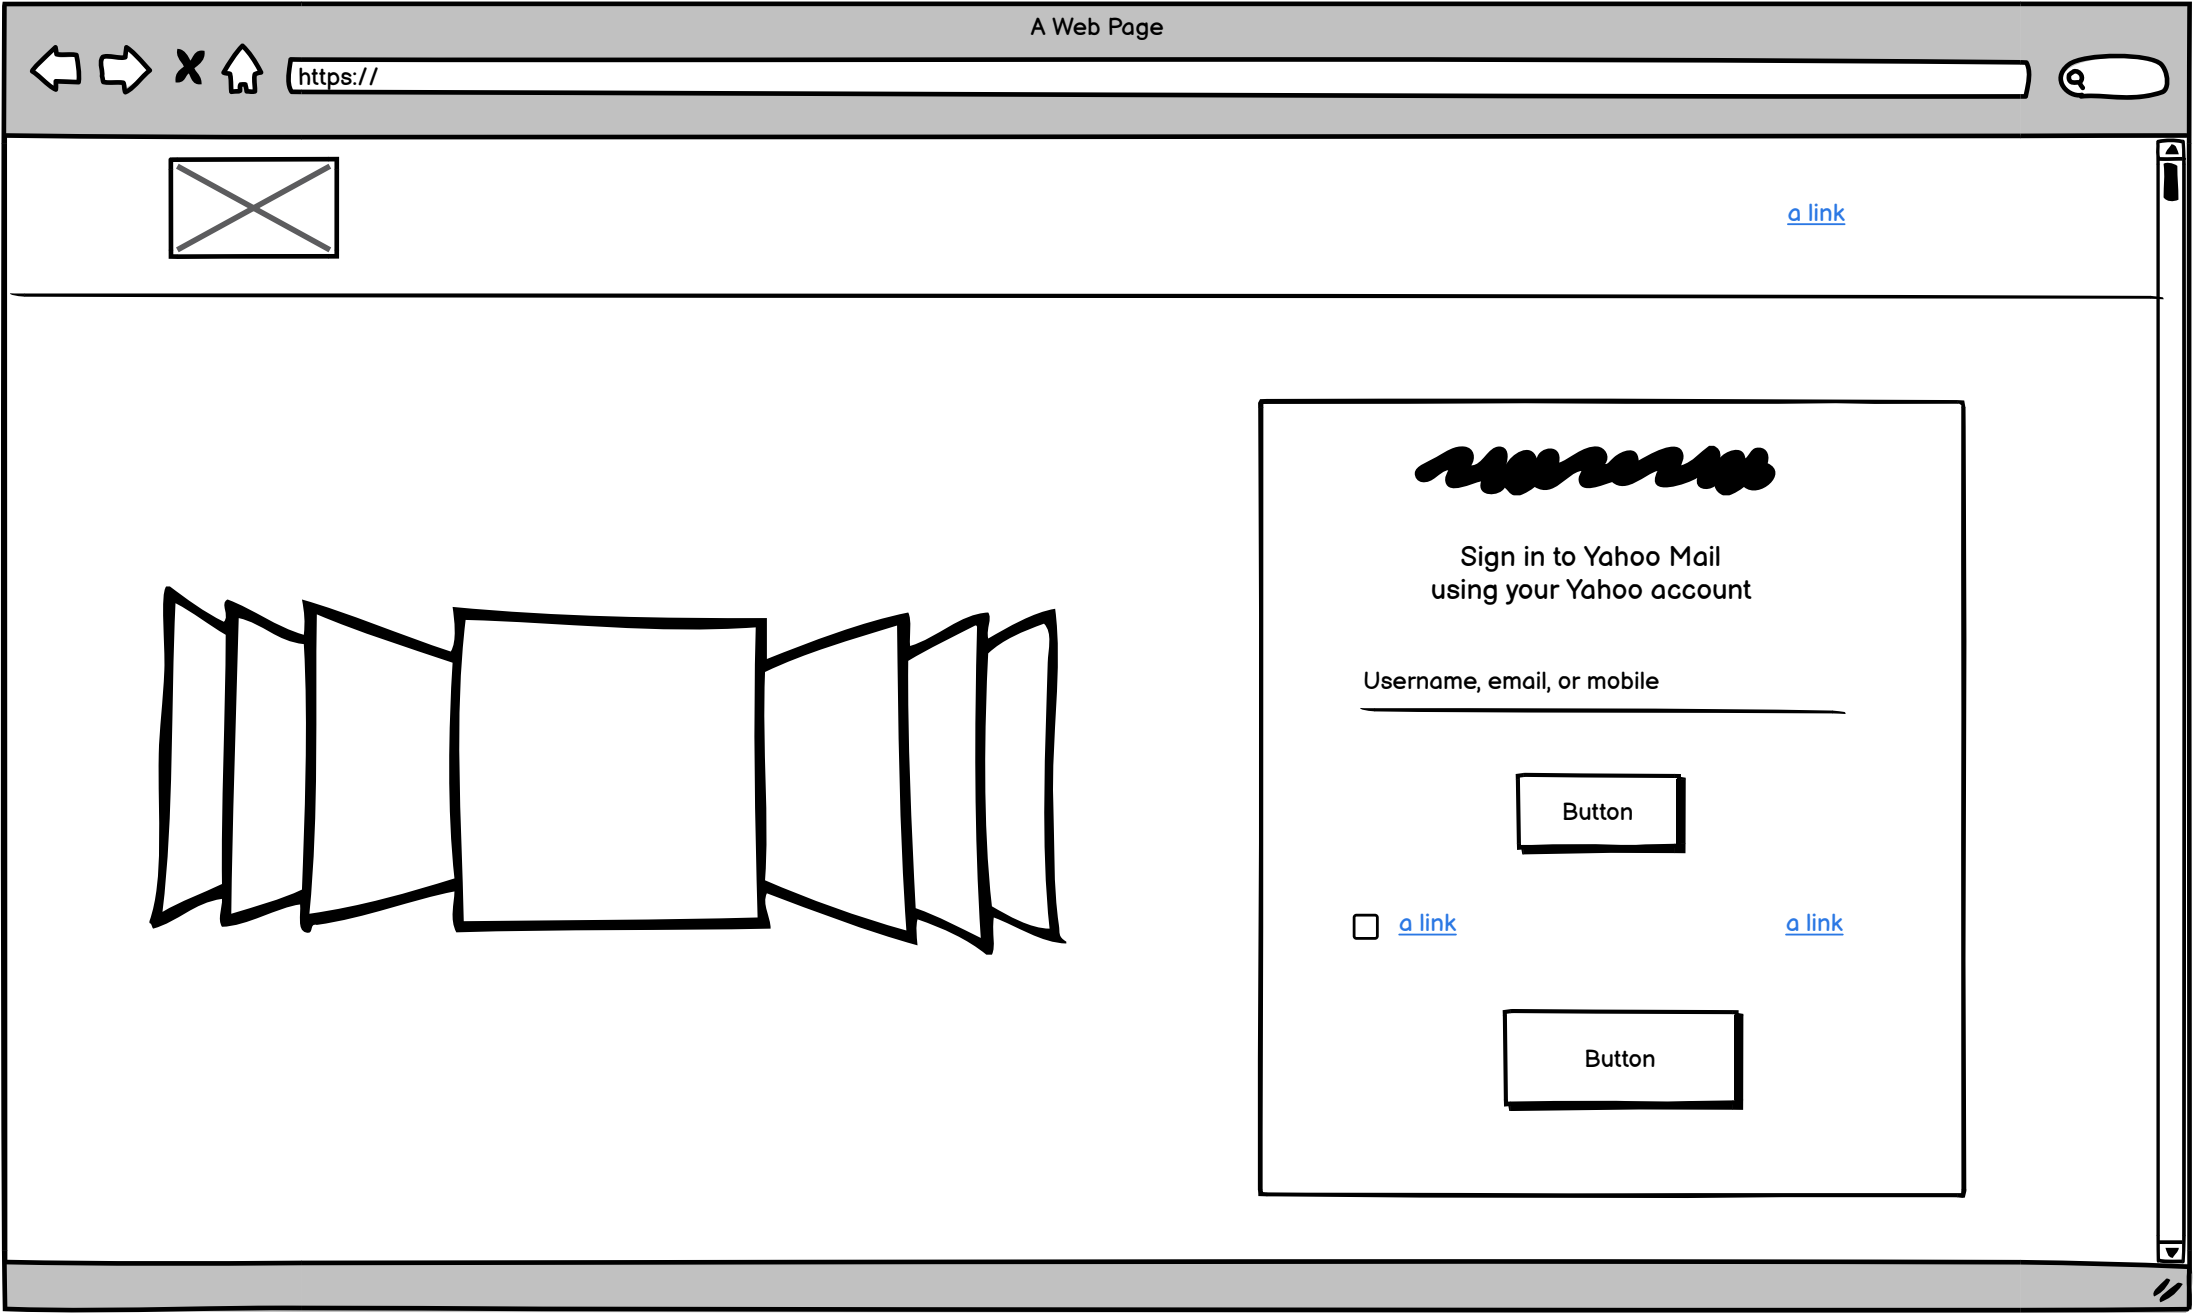 A Web Page
https://
a link
Sign in to Yahoo Mail
using your Yahoo account
Username, email, or mobile
Button
a link
a link
Button